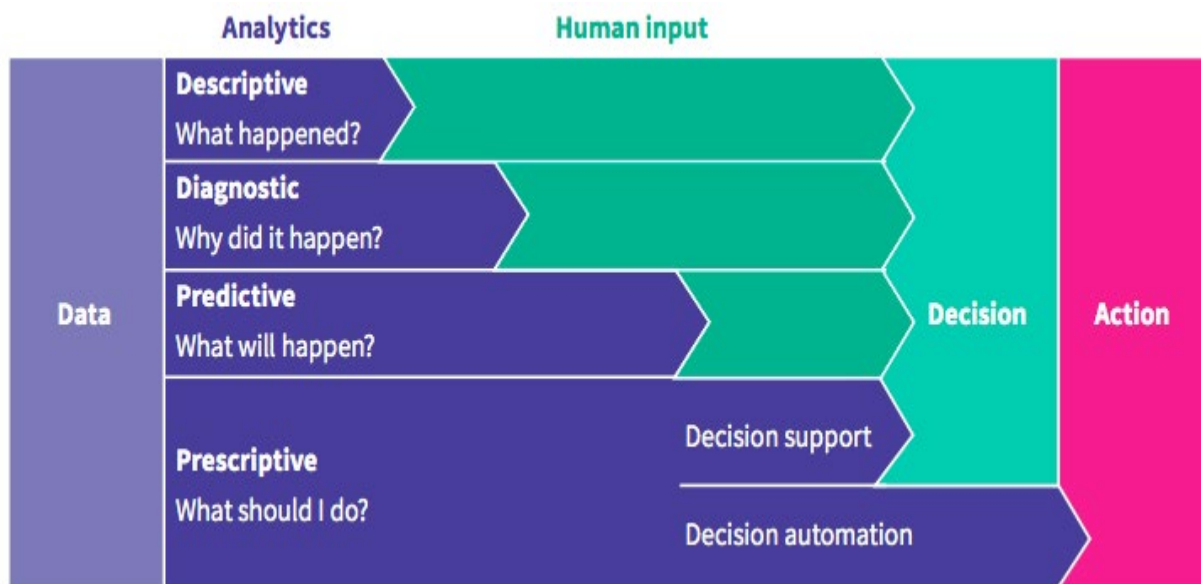 Analytics
Human input
Descriptive
What happened?
Diagnostic
Why did it happen?
Predictive
What will happen?
Data
Decision
Action
Prescriptive
What should I do?
Decision support
Decision automation